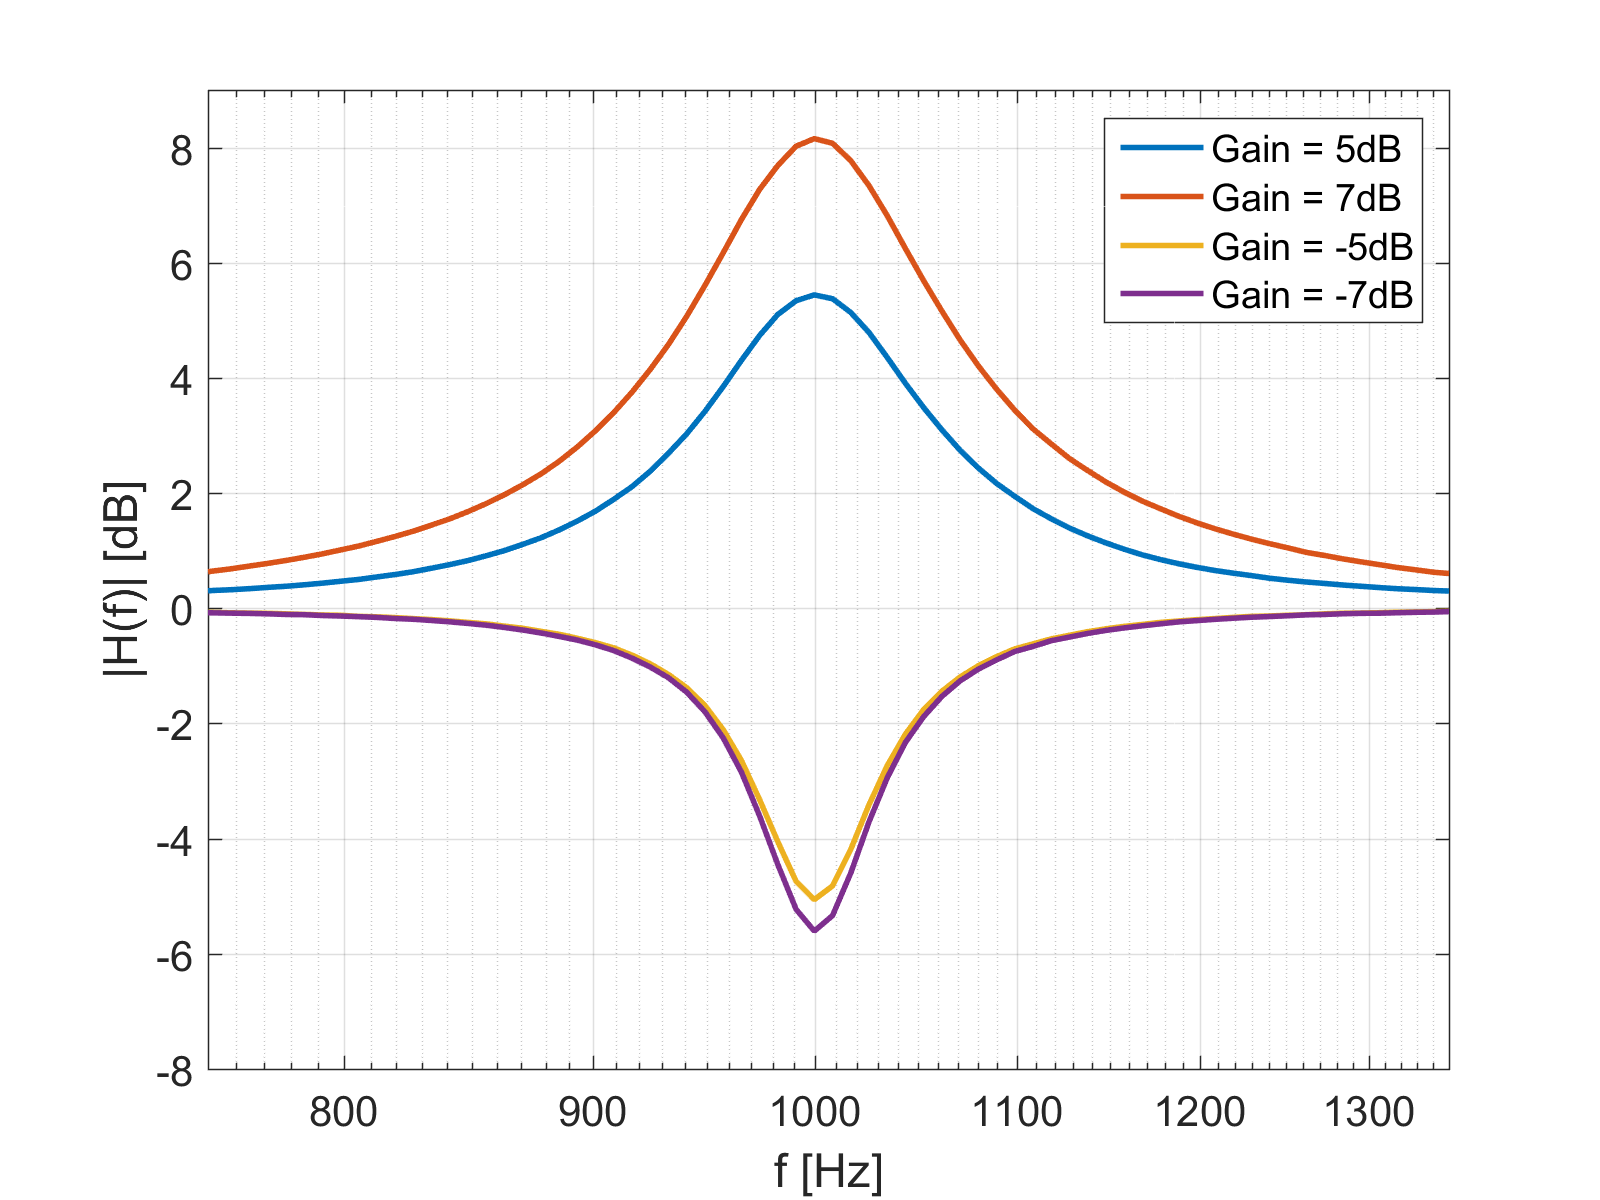 8
6
4
2
0
-2
-4
-6
-8
|H(f)| [dB]
Gain = 5dB
Gain = 7dB
Gain = -5dB
Gain = -7dB
800 900 1000 1100 1200 1300
f [Hz]